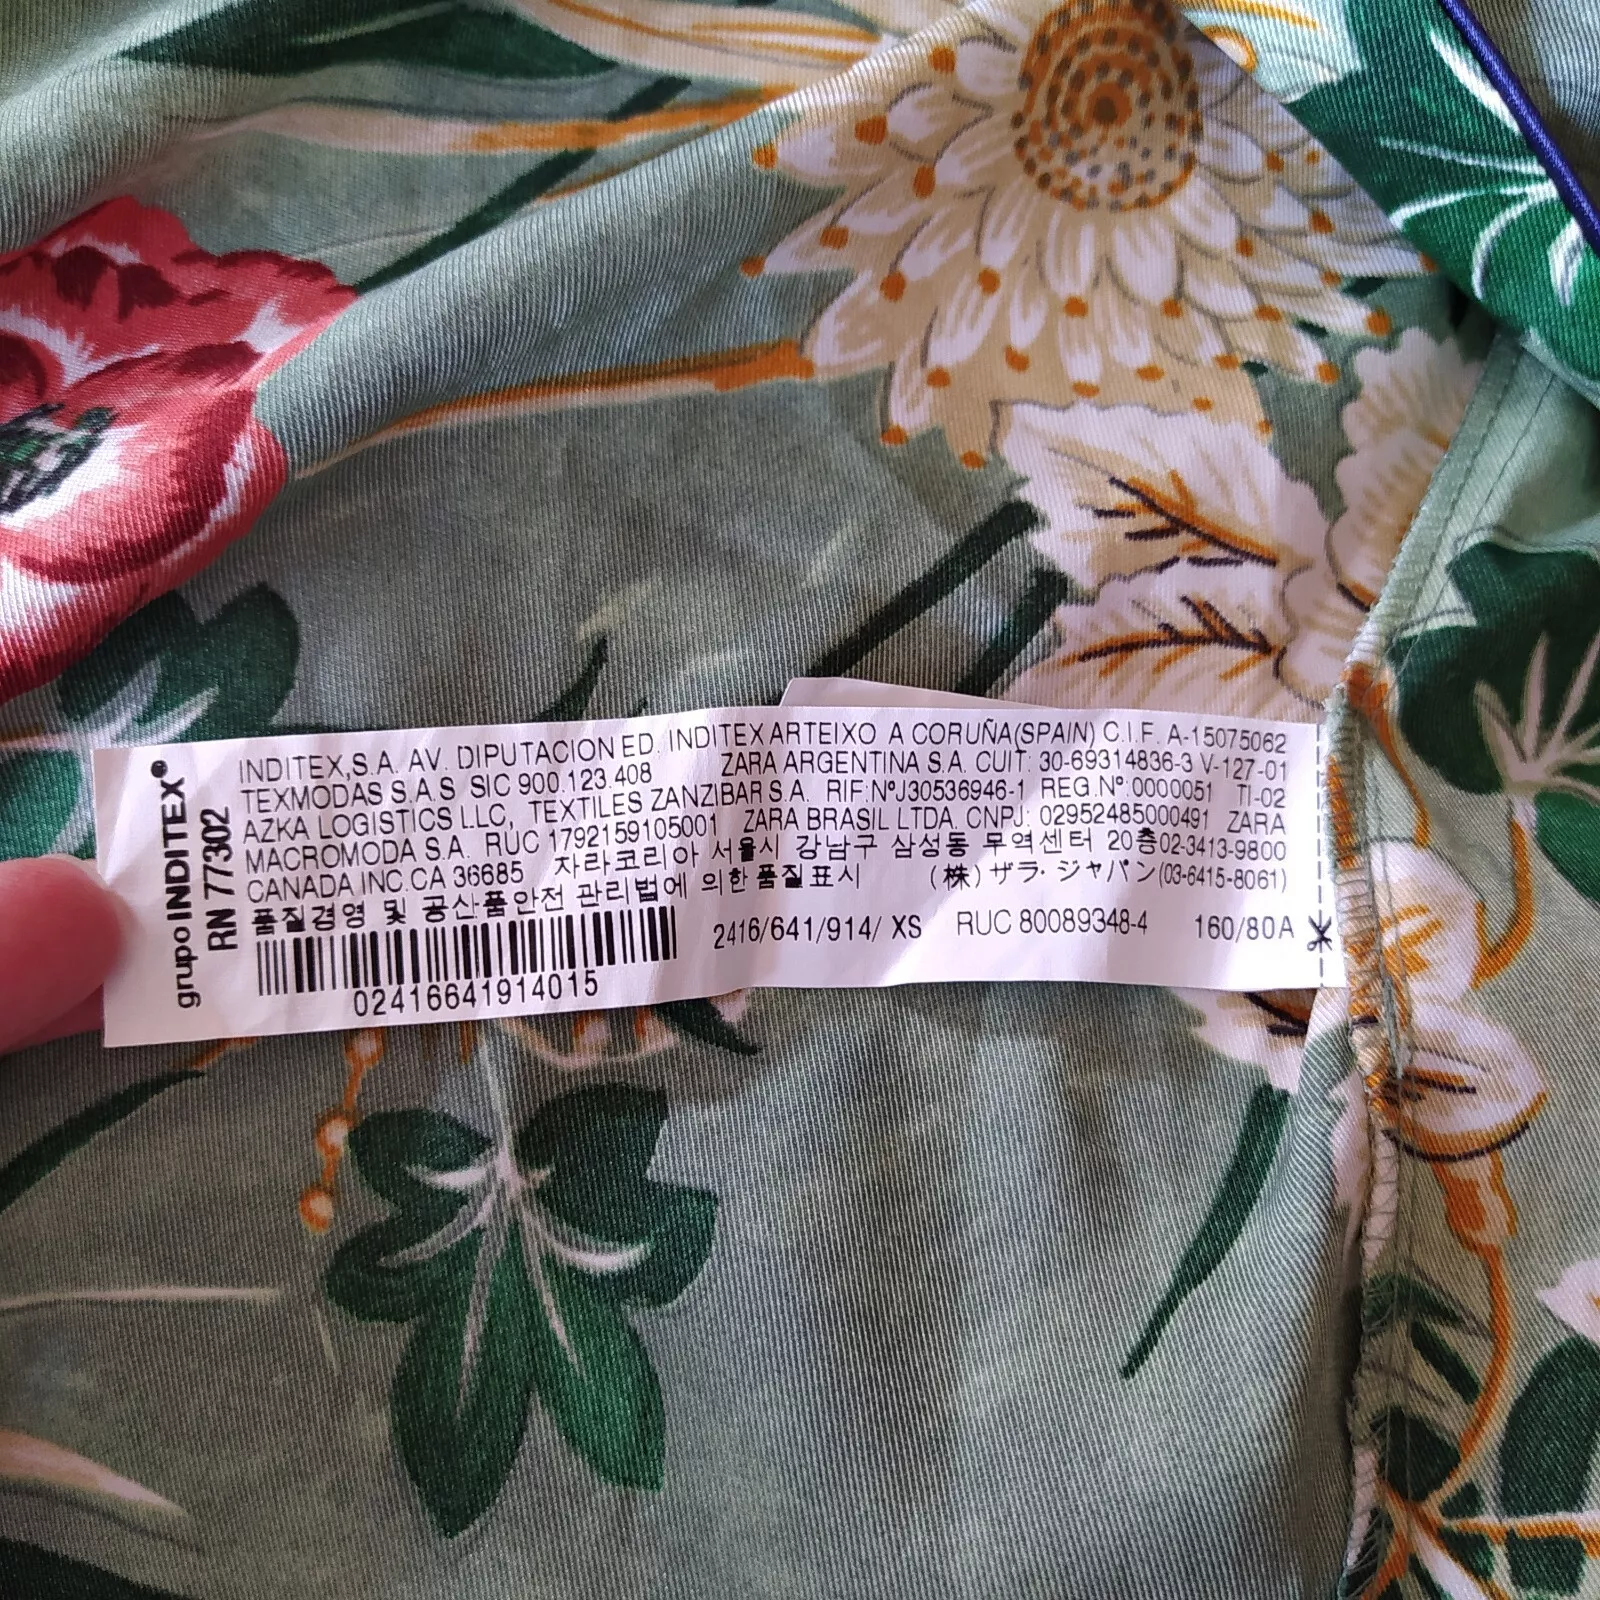 grupo INDITEX®
RN 77302
INDITEX,S.A. AV. DIPUTACION ED. INDITEX ARTEIXO A CORUÑA(SPAIN) C.I.F. A-15075062
TEXMODAS S.A.S SIC 900.123.408 ZARA ARGENTINA S.A. CUIT: 30-69314836-3 V-127-01
AZKA LOGISTICS L.L.C, TEXTILES ZANZIBAR S.A. RIF:NºJ30536946-1 REG.Nº:0000051 TI-02
MACROMODA S.A. RUC 1792159105001 ZARA BRASIL LTDA. CNPJ: 02952485000491 ZARA
CANADA INC.CA 36685 자라코리아 서울시 강남구 삼성동 무역센터 20층02-3413-9800
품질경영 및 공산품안전 관리법에 의한품질표시 (株) ザラ・ジャパン(03-6415-8061)
2416/641/914/ XS RUC 80089348-4 160/80A
02416641914015